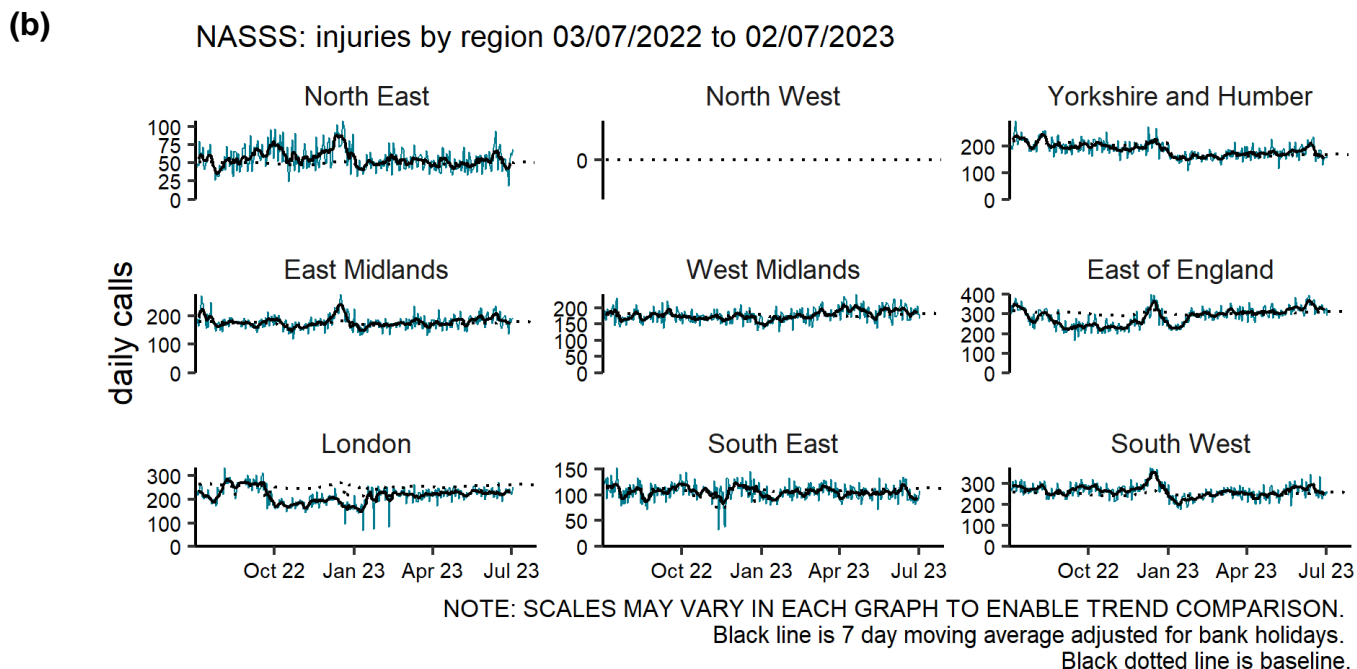 (b)
NASSS: injuries by region 03/07/2022 to 02/07/2023
North East
North West
Yorkshire and Humber
100
75
50
25
0
0
200
100
0
daily calls
East Midlands
West Midlands
East of England
200
100
0
200
150
100
50
0
400
300
200
100
0
London
South East
South West
300
200
100
0
150
100
50
0
300
200
100
0
Oct 22 Jan 23 Apr 23 Jul 23
Oct 22 Jan 23 Apr 23 Jul 23
Oct 22 Jan 23 Apr 23 Jul 23
NOTE: SCALES MAY VARY IN EACH GRAPH TO ENABLE TREND COMPARISON.
Black line is 7 day moving average adjusted for bank holidays.
Black dotted line is baseline.